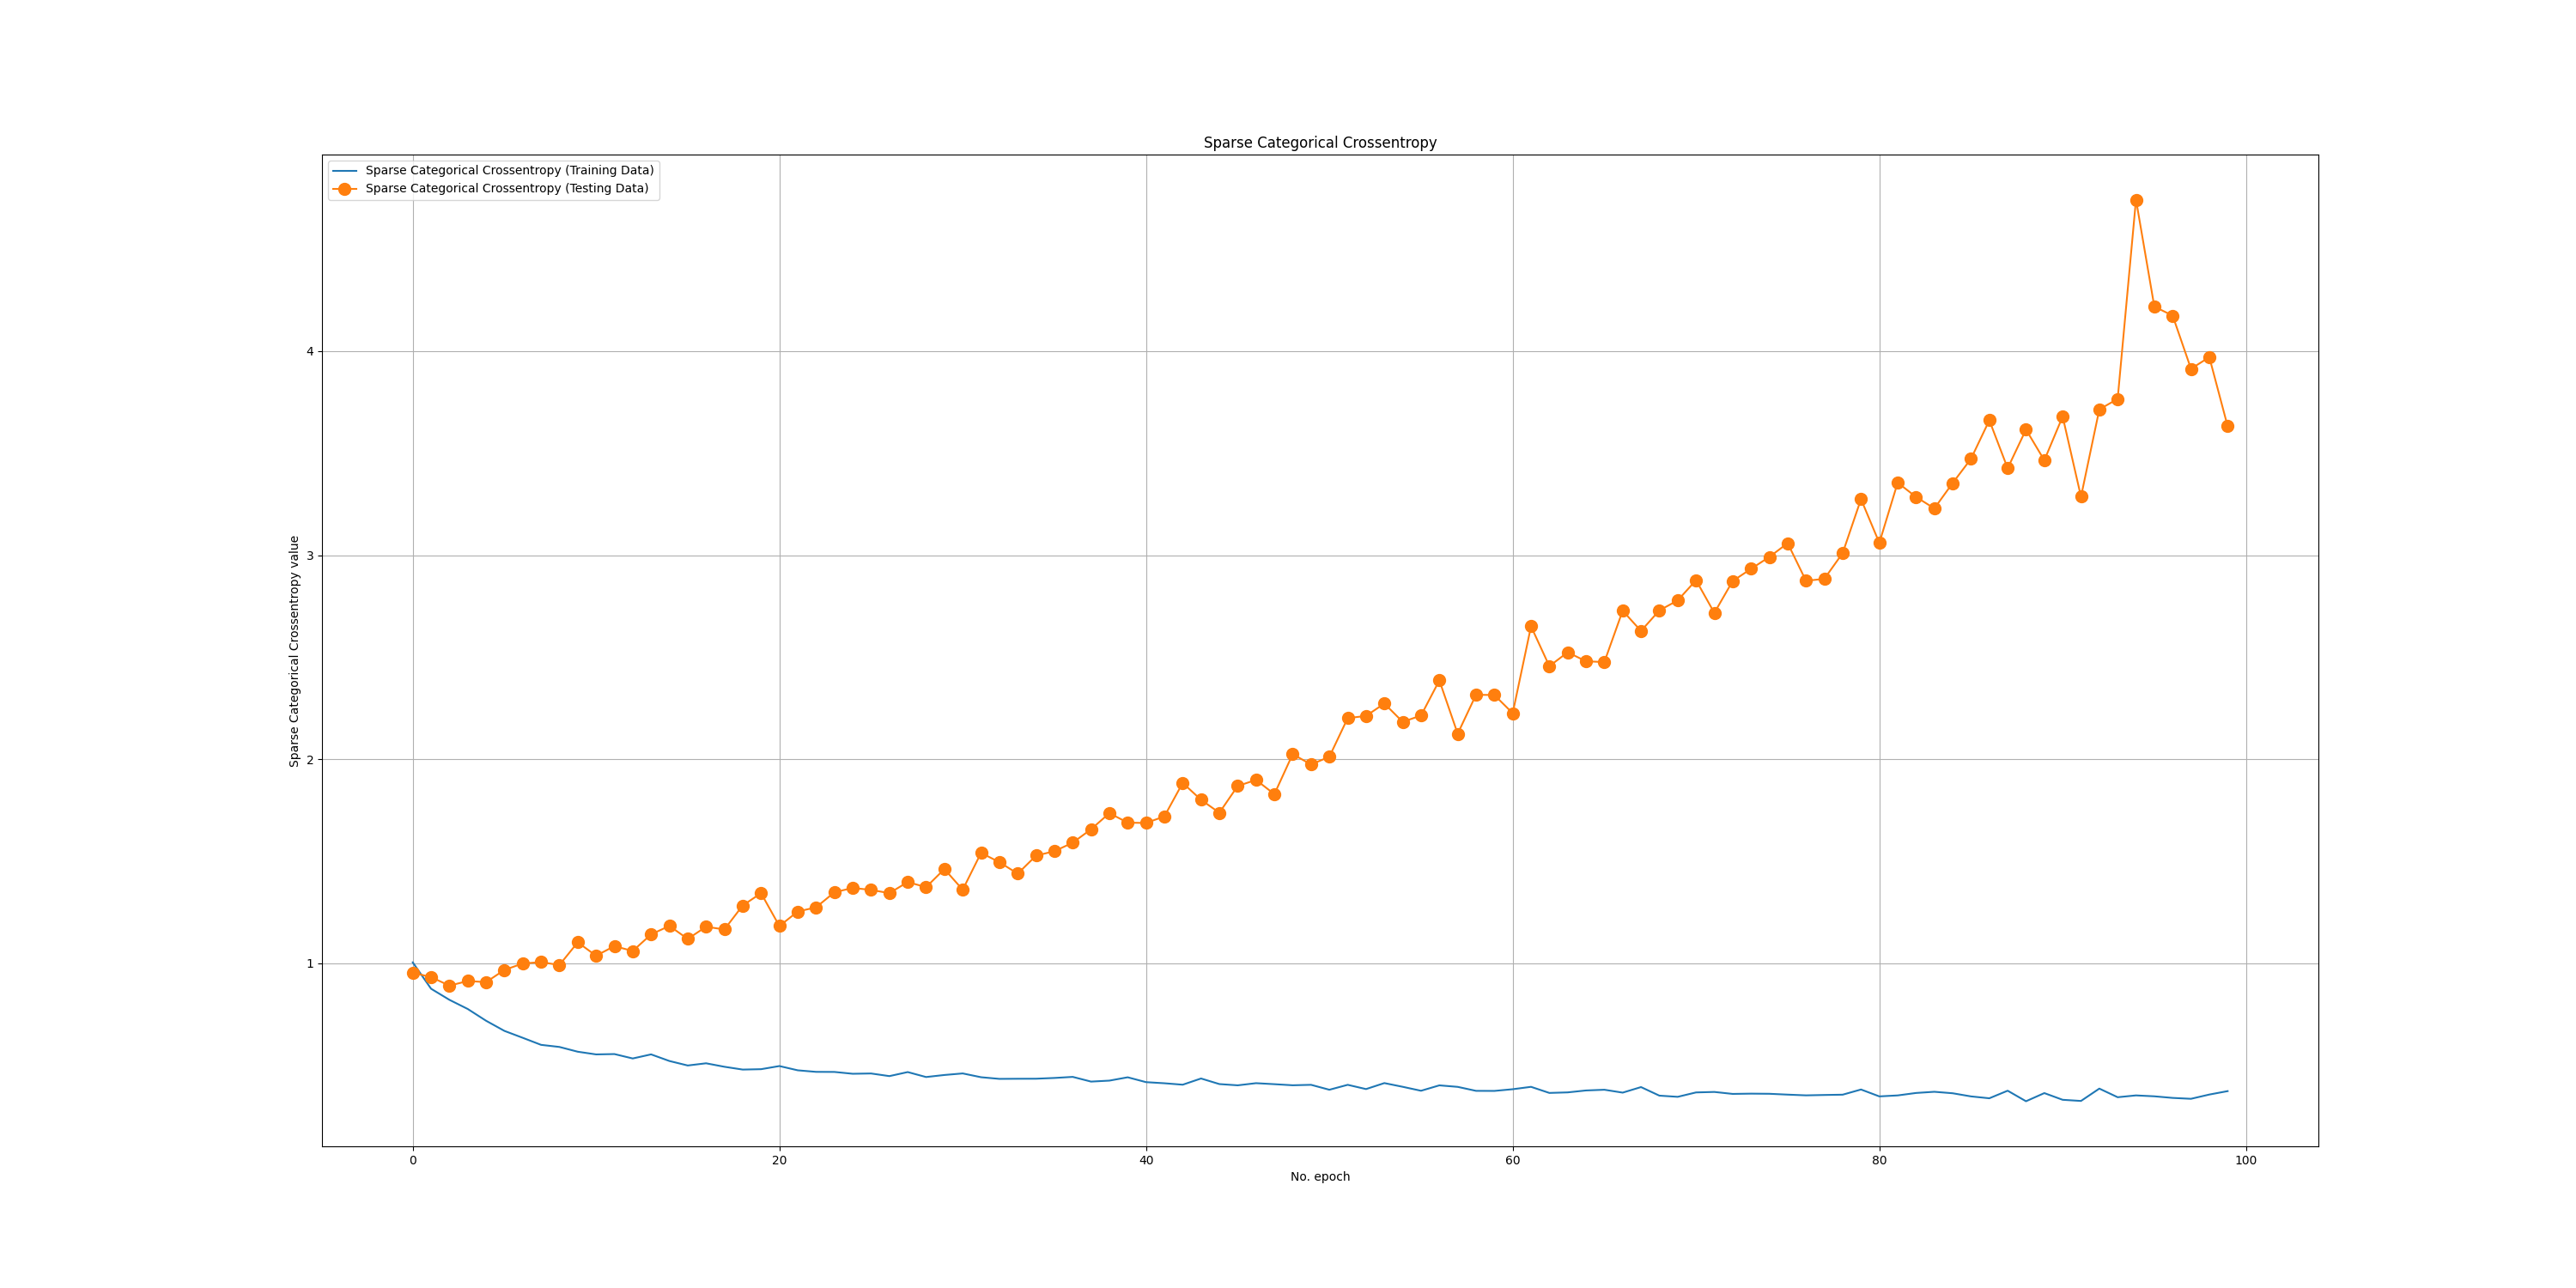 Sparse Categorical Crossentropy
Sparse Categorical Crossentropy (Training Data)
Sparse Categorical Crossentropy (Testing Data)
Sparse Categorical Crossentropy value
4
3
2
1
0 20 40 60 80 100
No. epoch